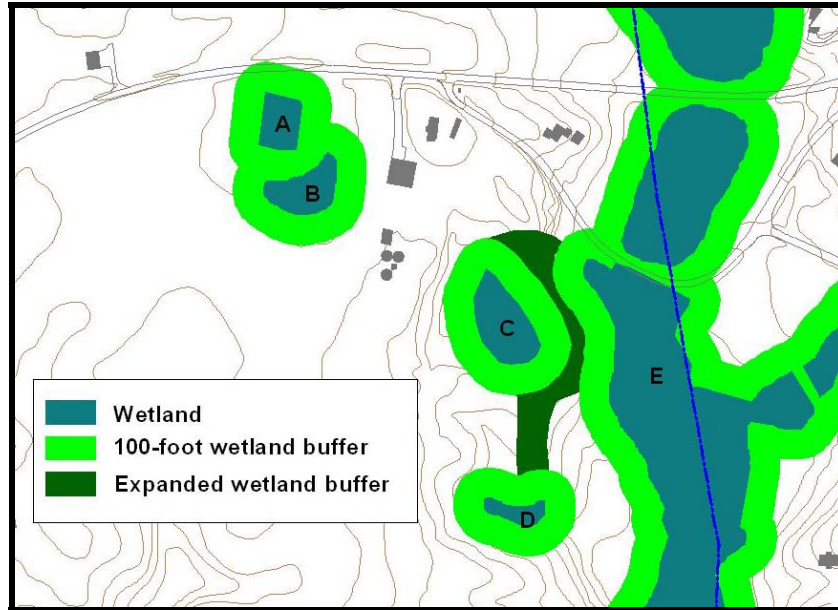 A
B
C
E
Wetland
100-foot wetland buffer
Expanded wetland buffer
D